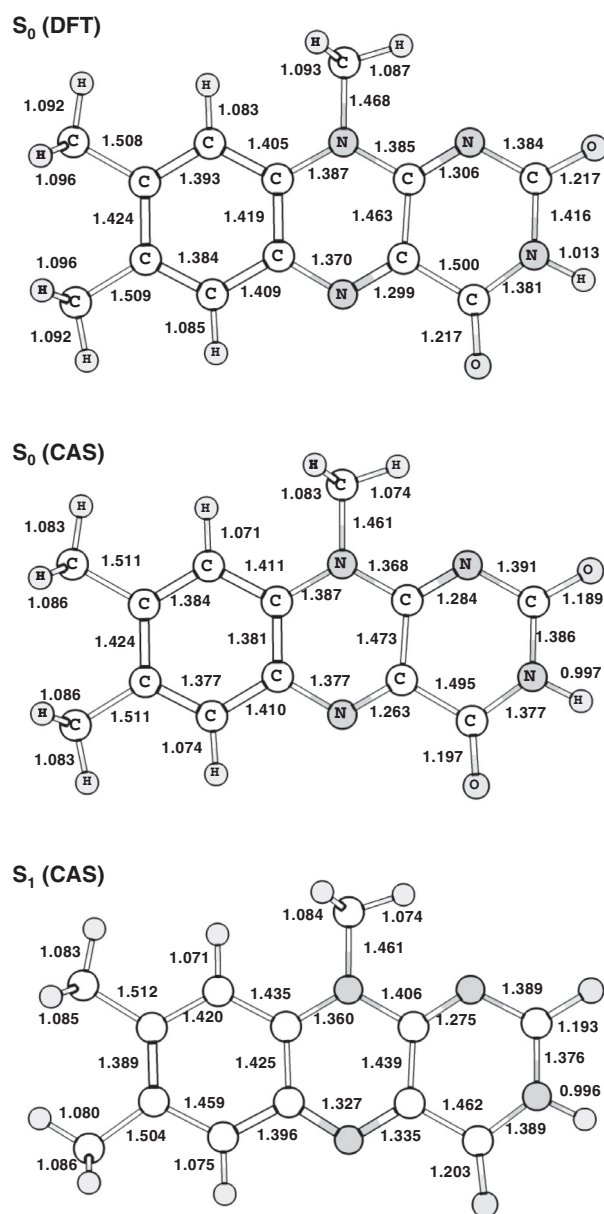 S0 (DFT)
H H
H C
1.093 1.087
H
1.092 1.083 1.468
C 1.508 C 1.405 N 1.385 N 1.384 O
H
1.096 C 1.393 C 1.387 C 1.306 C 1.217
1.424 1.419 1.463 1.416
1.096 C 1.384 C 1.370 C 1.500 N 1.013
H C 1.509 C 1.409 N 1.299 C 1.381 H
1.092 1.085 1.217
H H O
S0 (CAS)
H H
C
1.083 1.074
H H
1.083 1.071 1.461
C 1.511 C 1.411 N 1.368 N 1.391 O
H
1.086 C 1.384 C 1.387 C 1.284 C 1.189
1.424 1.381 1.473 1.386
1.086 C 1.377 C 1.377 C 1.495 N 0.997
H C 1.511 C 1.410 N 1.263 C 1.377 H
1.083 1.074 1.197
H H O
S1 (CAS)
1.084 1.074
1.083 1.071 1.461
1.085 1.512 1.420 1.435 1.360 1.406 1.275 1.389 1.193
1.389 1.425 1.439 1.376
1.080 1.459 1.327 1.462 0.996
1.086 1.504 1.396 1.335 1.389
1.075 1.203